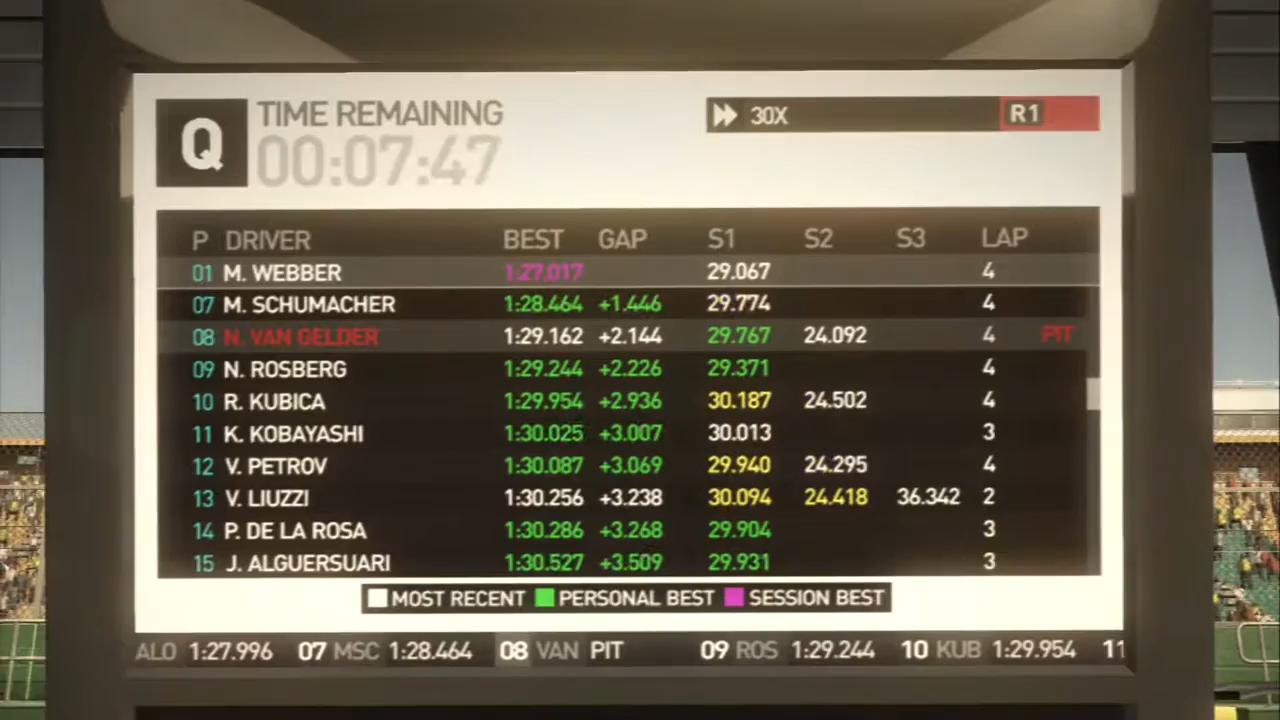 Q TIME REMAINING
00:07:47
30X R1
P DRIVER BEST GAP S1 S2 S3 LAP
01 M. WEBBER 1:27.017 29.067 4
07 M. SCHUMACHER 1:28.464 +1.446 29.774 4
08 N. VAN GELDER 1:29.162 +2.144 29.767 24.092 4 PIT
09 N. ROSBERG 1:29.244 +2.226 29.371 4
10 R. KUBICA 1:29.954 +2.936 30.187 24.502 4
11 K. KOBAYASHI 1:30.025 +3.007 30.013 3
12 V. PETROV 1:30.087 +3.069 29.940 24.295 4
13 V. LIUZZI 1:30.256 +3.238 30.094 24.418 36.342 2
14 P. DE LA ROSA 1:30.286 +3.268 29.904 3
15 J. ALGUERSUARI 1:30.527 +3.509 29.931 3
MOST RECENT PERSONAL BEST SESSION BEST
ALO 1:27.996 07 MSC 1:28.464 08 VAN PIT 09 ROS 1:29.244 10 KUB 1:29.954 11